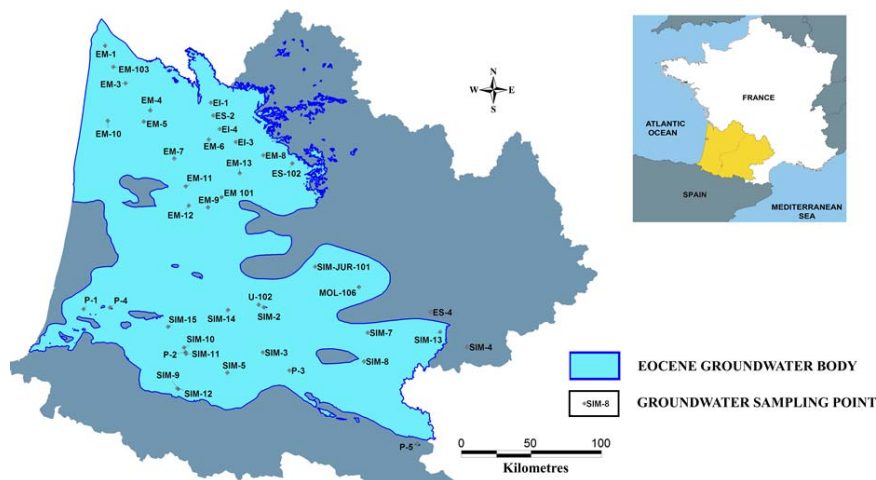 EM-1
EM-103
EM-3
EM-4
EI-1
ES-2
EM-10
EM-5
EI-4
EM-6
EI-3
EM-7
EM-8
EM-13
ES-102
EM-11
EM-9
EM 101
EM-12
SIM-JUR-101
MOL-106
P-1
P-4
U-102
SIM-2
SIM-14
ES-4
SIM-15
SIM-7
SIM-13
SIM-10
SIM-4
P-2
SIM-11
SIM-3
SIM-8
SIM-5
P-3
SIM-9
SIM-12
P-5
N
W E
S
FRANCE
ATLANTIC
OCEAN
SPAIN
MEDITERRANEAN
SEA
EOCENE GROUNDWATER BODY
SIM-8
GROUNDWATER SAMPLING POINT
0 50 100
Kilometres